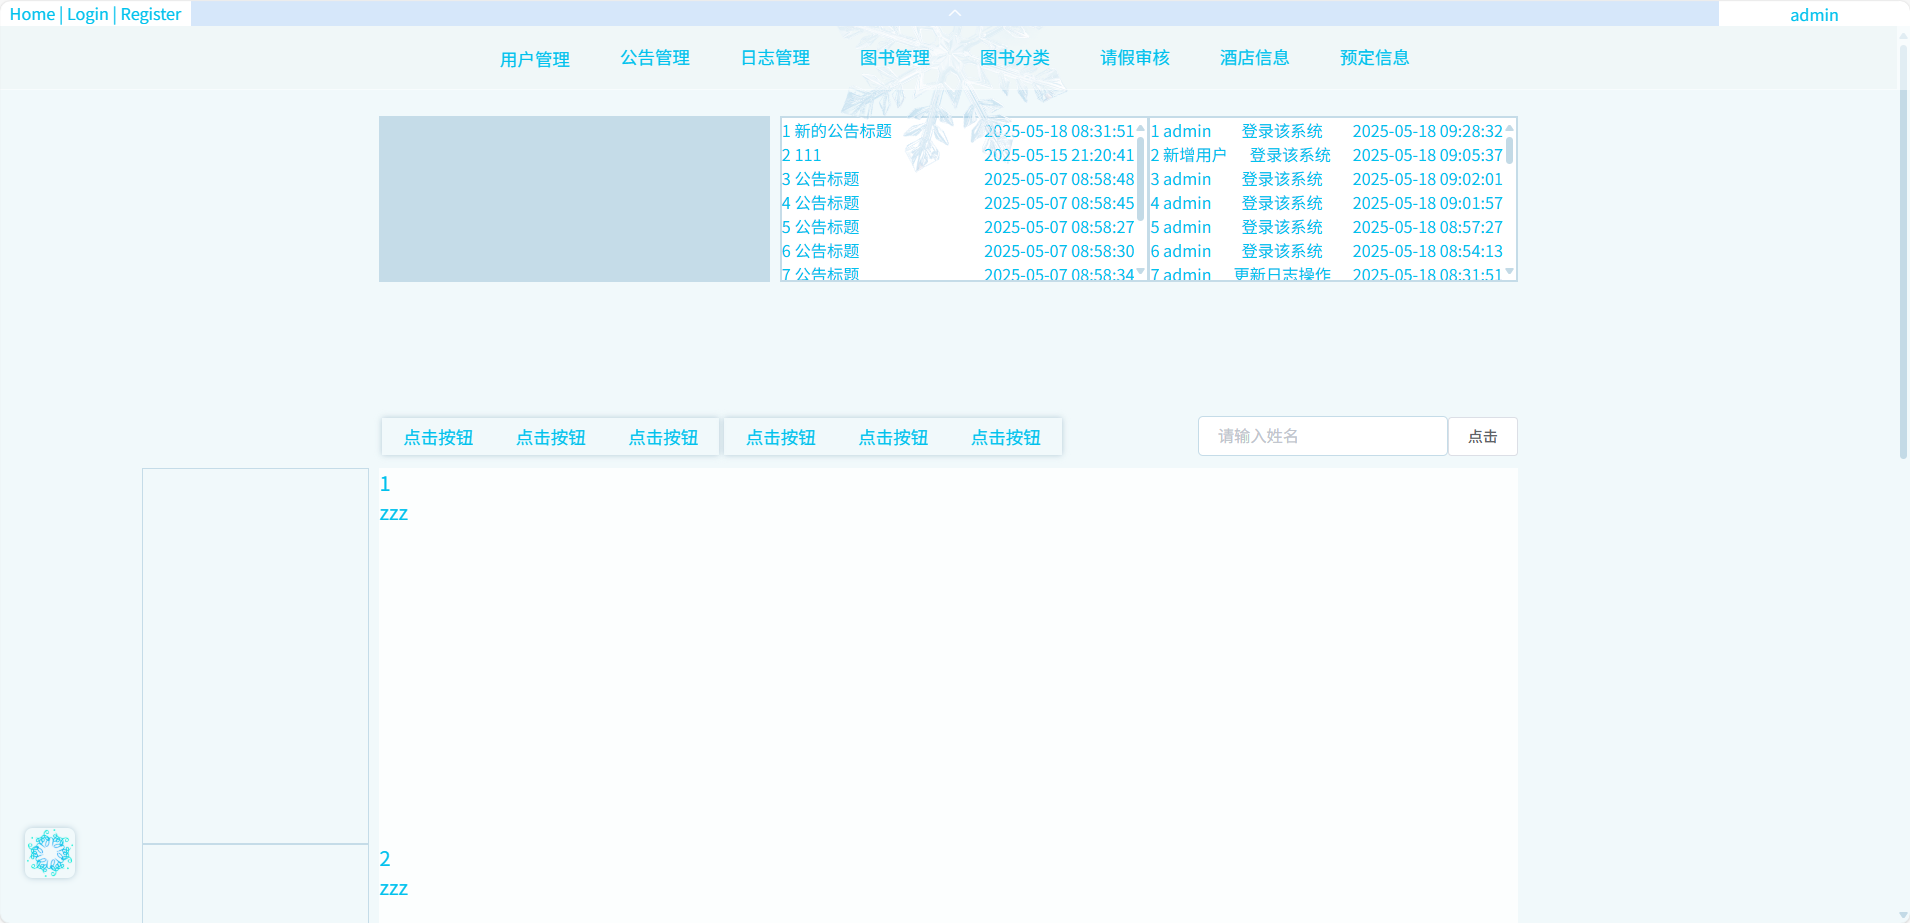 Home | Login | Register
admin
用户管理 公告管理 日志管理 图书管理 图书分类 请假审核 酒店信息 预定信息
1 新的公告标题 2025-05-18 08:31:51
2 111 2025-05-15 21:20:41
3 公告标题 2025-05-07 08:58:48
4 公告标题 2025-05-07 08:58:45
5 公告标题 2025-05-07 08:58:27
6 公告标题 2025-05-07 08:58:30
7 公告标题 2025-05-07 08:58:34
1 admin 登录该系统 2025-05-18 09:28:32
2 新增用户 登录该系统 2025-05-18 09:05:37
3 admin 登录该系统 2025-05-18 09:02:01
4 admin 登录该系统 2025-05-18 09:01:57
5 admin 登录该系统 2025-05-18 08:57:27
6 admin 登录该系统 2025-05-18 08:54:13
7 admin 更新日志操作 2025-05-18 08:31:51
点击按钮 点击按钮 点击按钮 点击按钮 点击按钮 点击按钮
请输入姓名 点击
1
zzz
2
zzz